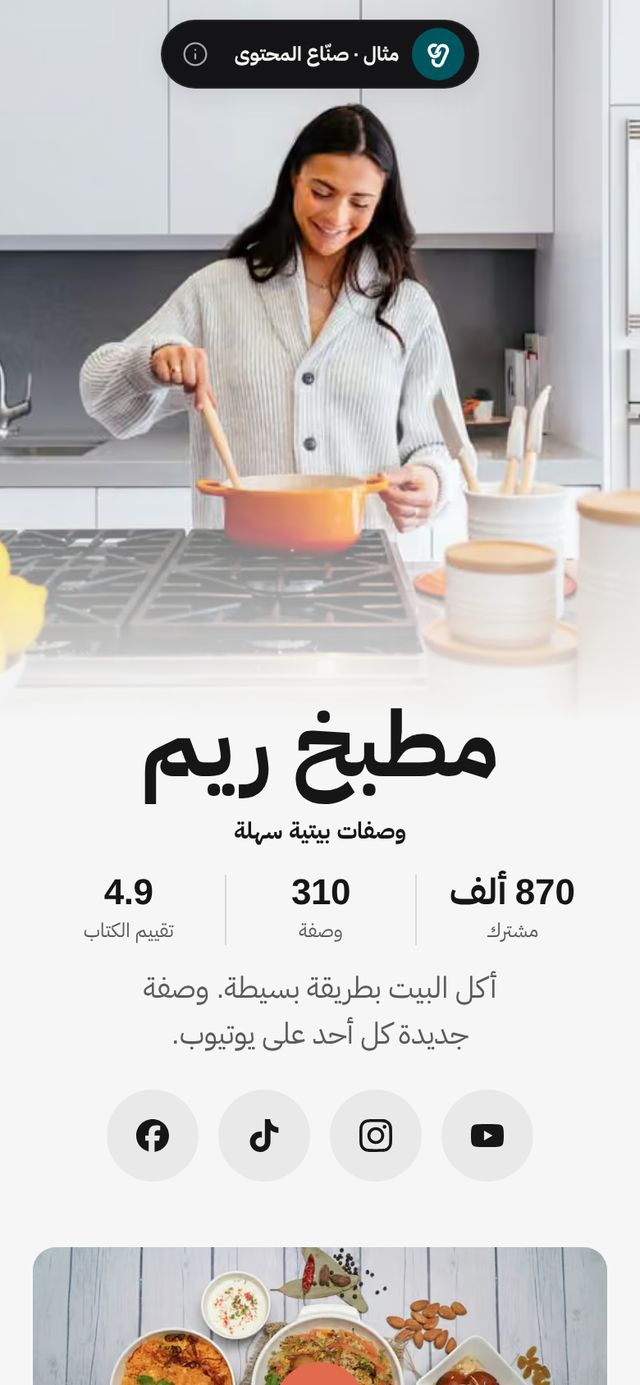 مثال · صنّاع المحتوى
مطبخ ريم
وصفات بيتية سهلة
870 ألف
مشترك
310
وصفة
4.9
تقييم الكتاب
أكل البيت بطريقة بسيطة. وصفة
جديدة كل أحد على يوتيوب.